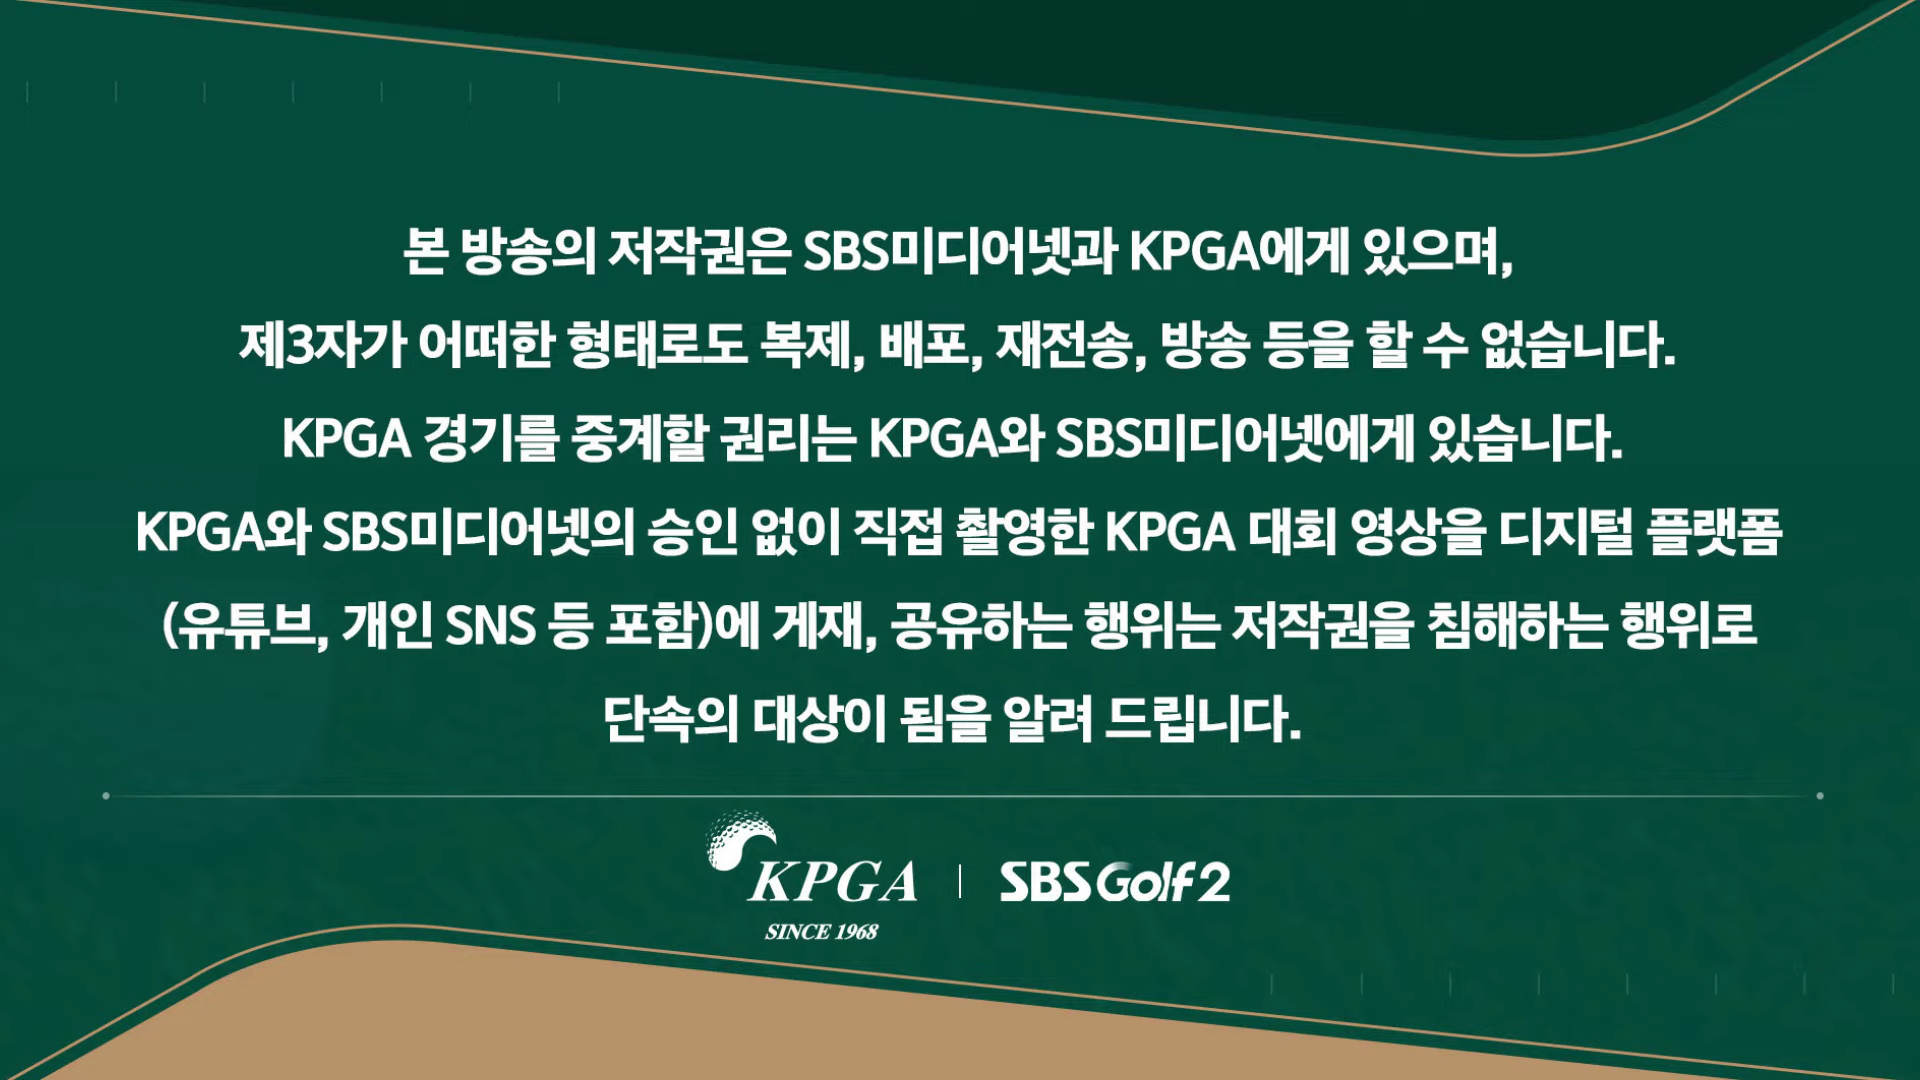 본 방송의 저작권은 SBS미디어넷과 KPGA에게 있으며,
제3자가 어떠한 형태로도 복제, 배포, 재전송, 방송 등을 할 수 없습니다.
KPGA 경기를 중계할 권리는 KPGA와 SBS미디어넷에게 있습니다.
KPGA와 SBS미디어넷의 승인 없이 직접 촬영한 KPGA 대회 영상을 디지털 플랫폼
(유튜브, 개인 SNS 등 포함)에 게재, 공유하는 행위는 저작권을 침해하는 행위로
단속의 대상이 됨을 알려 드립니다.
KPGA
SINCE 1968
SBS Golf 2